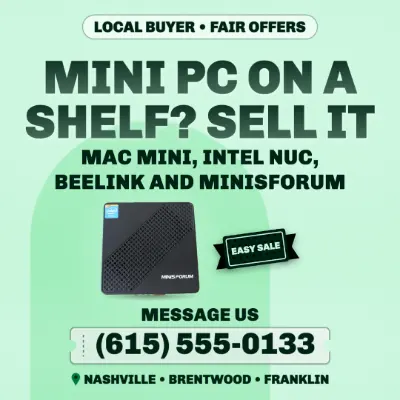 LOCAL BUYER • FAIR OFFERS
MINI PC ON A
SHELF? SELL IT
MAC MINI, INTEL NUC,
BEELINK AND MINISFORUM
MINISFORUM
EASY SALE
MESSAGE US
(615) 555-0133
NASHVILLE • BRENTWOOD • FRANKLIN